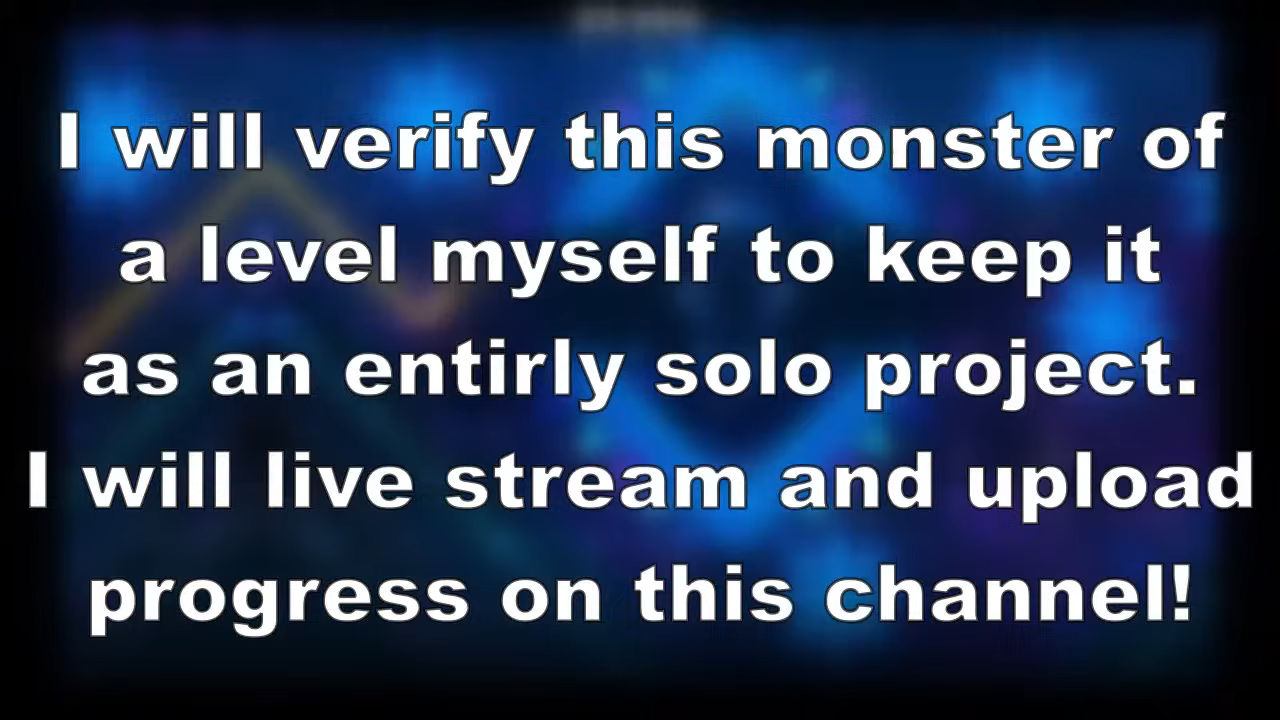 I will verify this monster of
a level myself to keep it
as an entirly solo project.
I will live stream and upload
progress on this channel!